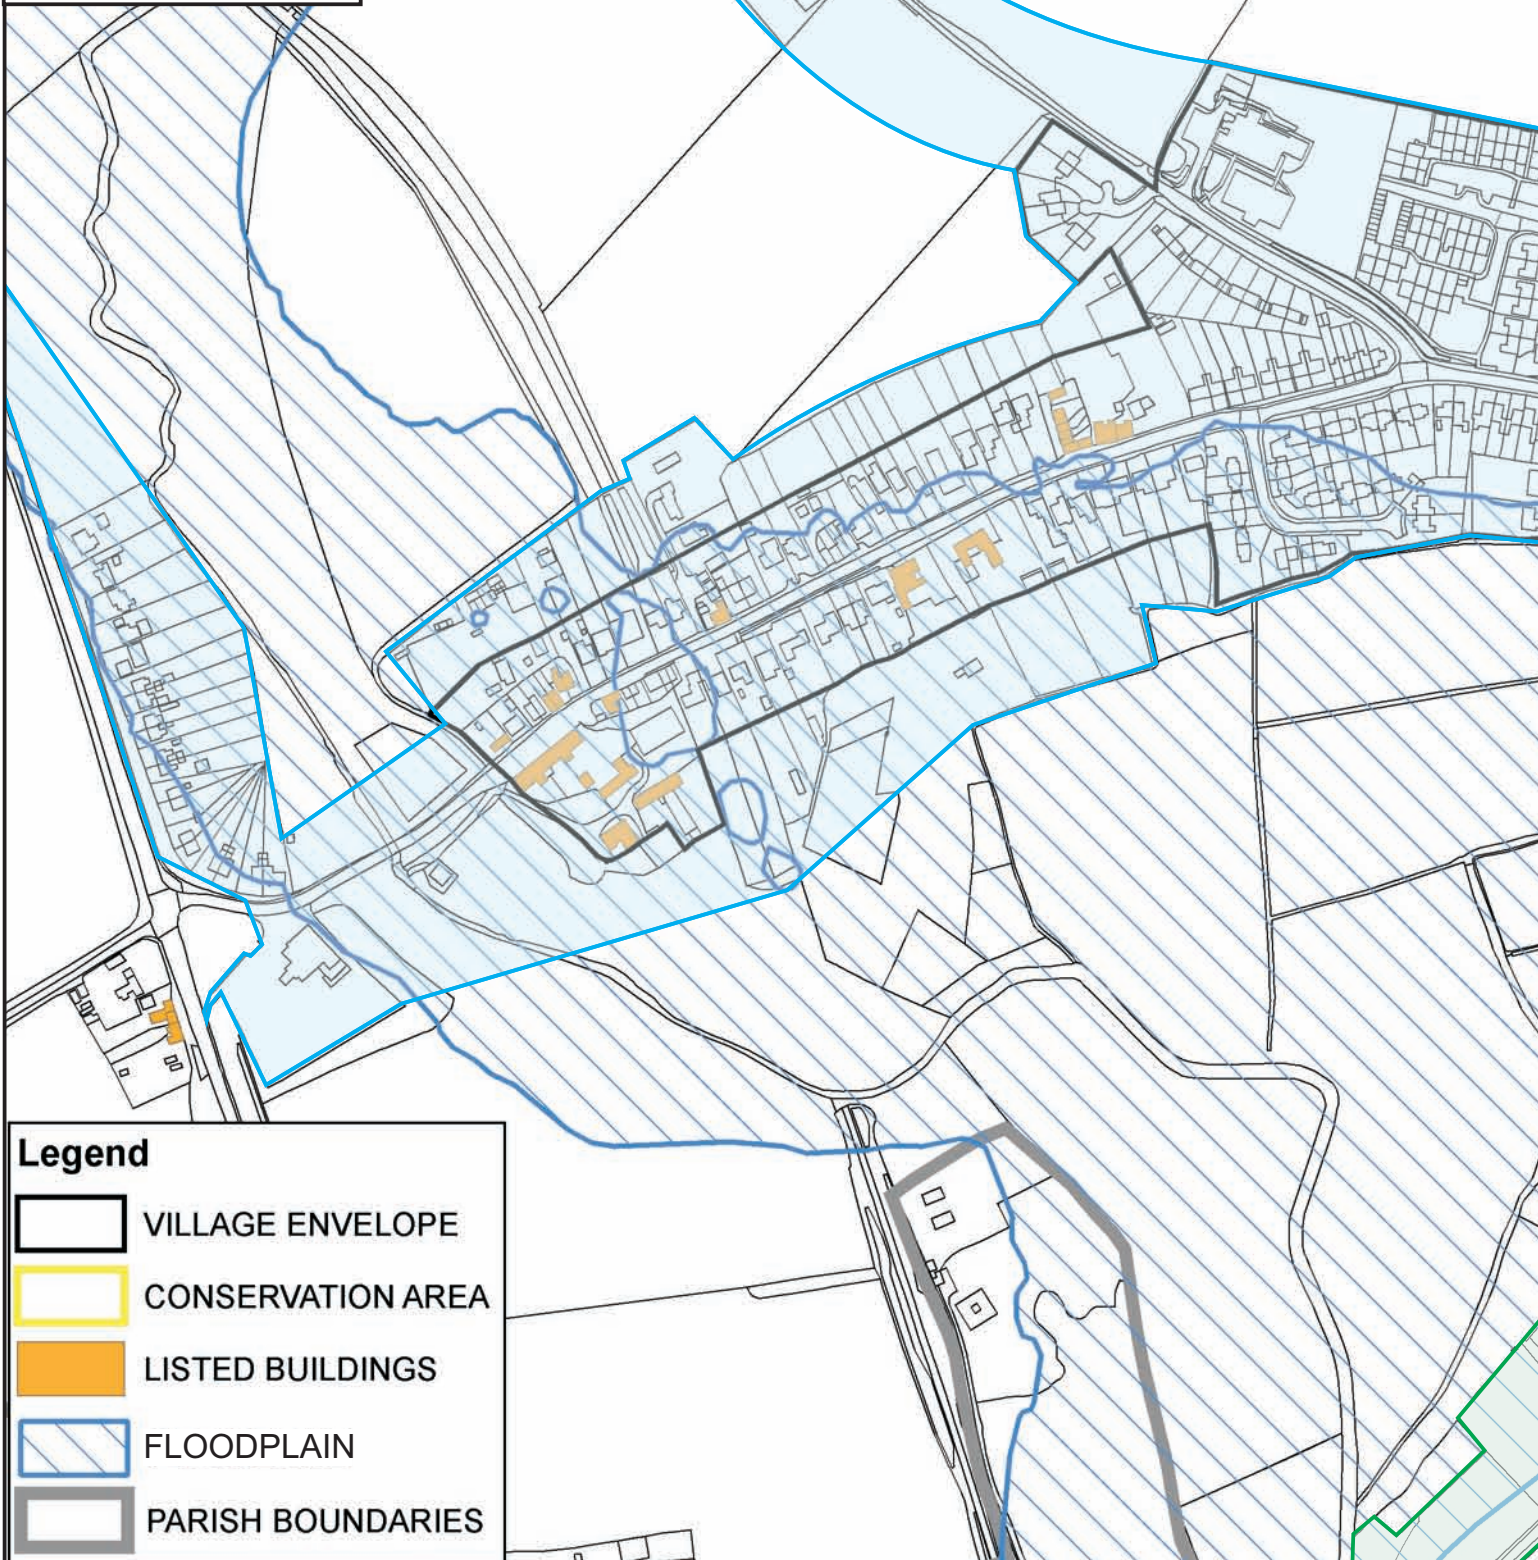 Legend
VILLAGE ENVELOPE
CONSERVATION AREA
LISTED BUILDINGS
FLOODPLAIN
PARISH BOUNDARIES